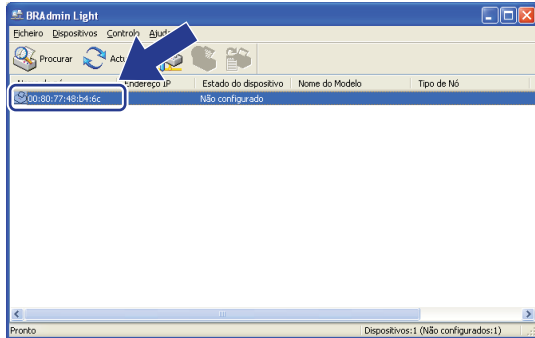 BRAdmin Light
Ficheiro Dispositivos Controlo
Procurar
Endereço IP Estado do dispositivo Nome do Modelo Tipo de Nó
00:80:77:48:b4:6c Não configurado
Pronto Dispositivos:1 (Não configurados:1)